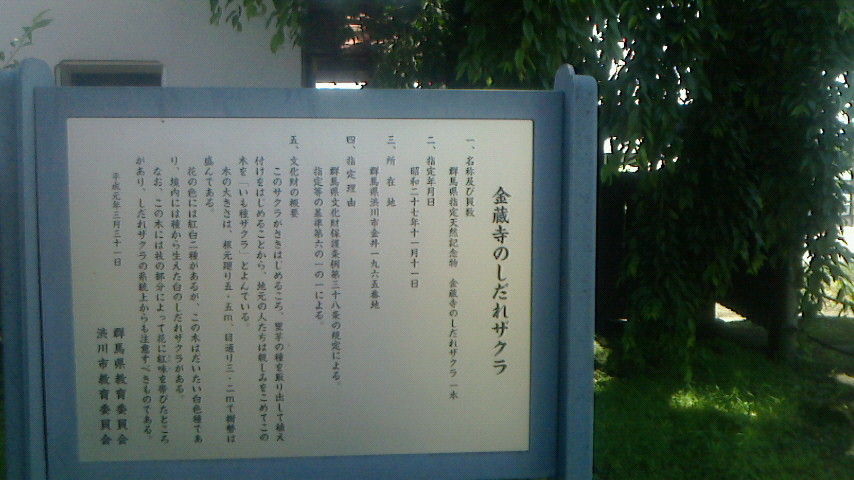 金蔵寺のしだれザクラ
一、名称及び員数
群馬県指定天然記念物 金蔵寺のしだれザクラ 一本
二、指定年月日
昭和二十七年十一月十一日
三、所在地
群馬県渋川市金井一九六五番地
四、指定理由
群馬県文化財保護条例第三十八条の規定による。
指定等の基準第六の一の一による。
五、文化財の概要
このサクラがさきはじめるころ、里芋の種を取り出して植え
付けをはじめることから、地元の人たちは親しみをこめてこの
木を「いも種ザクラ」とよんでいる。
木の大きさは、根元廻り五・五m、目通り三・二mで樹勢は
盛んである。
花の色には紅白二種があるが、この木はだいたい白色種であ
り、境内には種から生えた白のしだれザクラがある。
なお、この木には枝の部分によって花に紅味を帯びたところ
があり、しだれザクラの系統上からも注意すべきものである。
平成元年三月三十一日
群馬県教育委員会
渋川市教育委員会